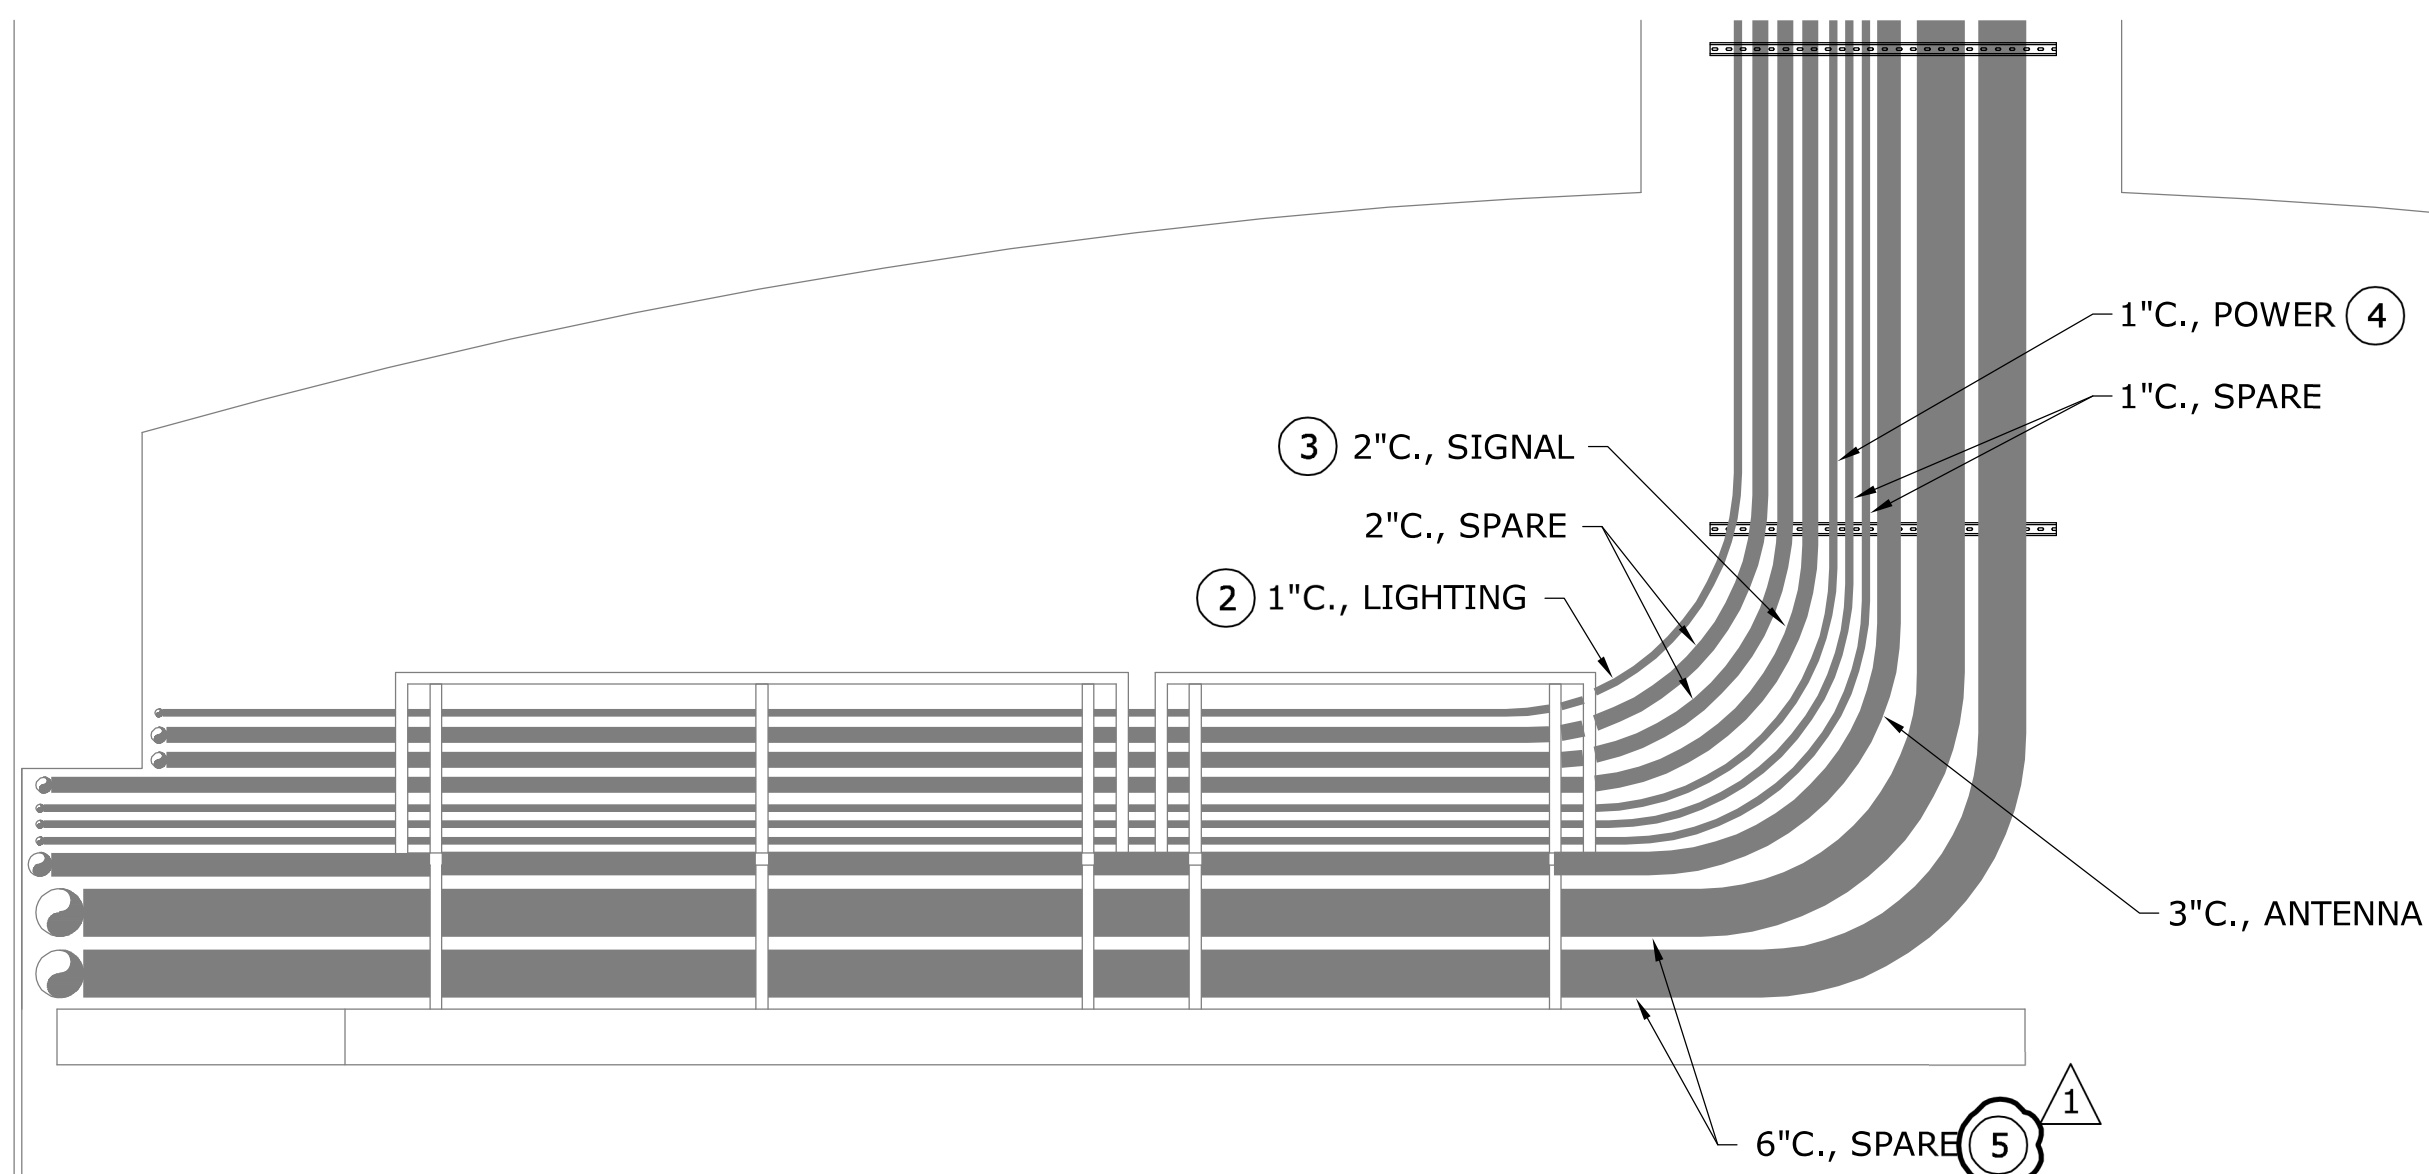 1"C., POWER 4
1"C., SPARE
3 2"C., SIGNAL
2"C., SPARE
2 1"C., LIGHTING
3"C., ANTENNA
1
6"C., SPARE 5